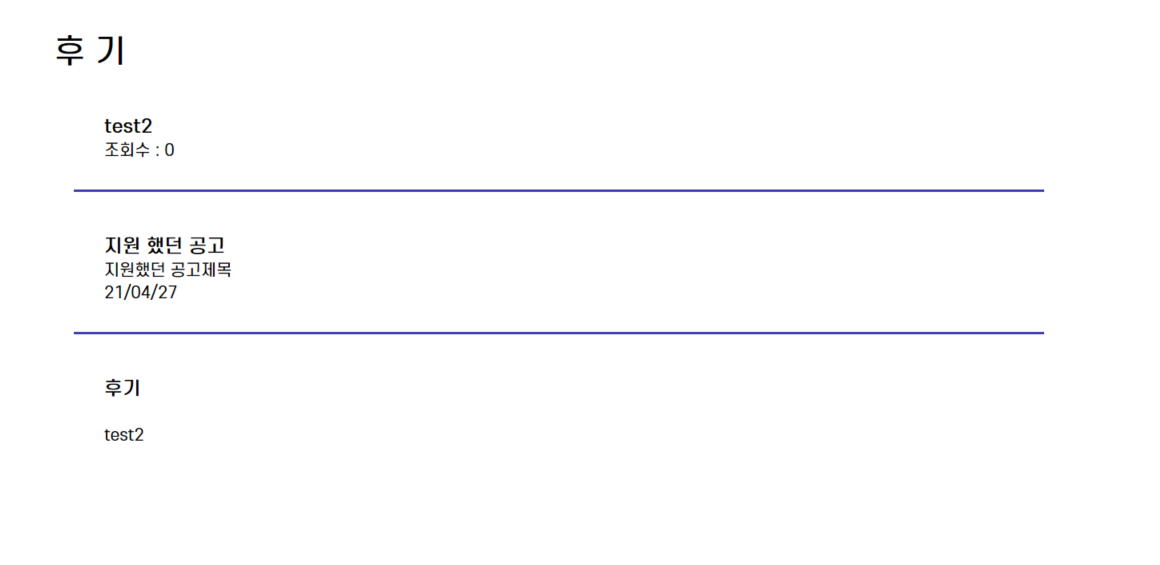 후 기
test2
조회수 : 0
지원 했던 공고
지원했던 공고제목
21/04/27
후기
test2